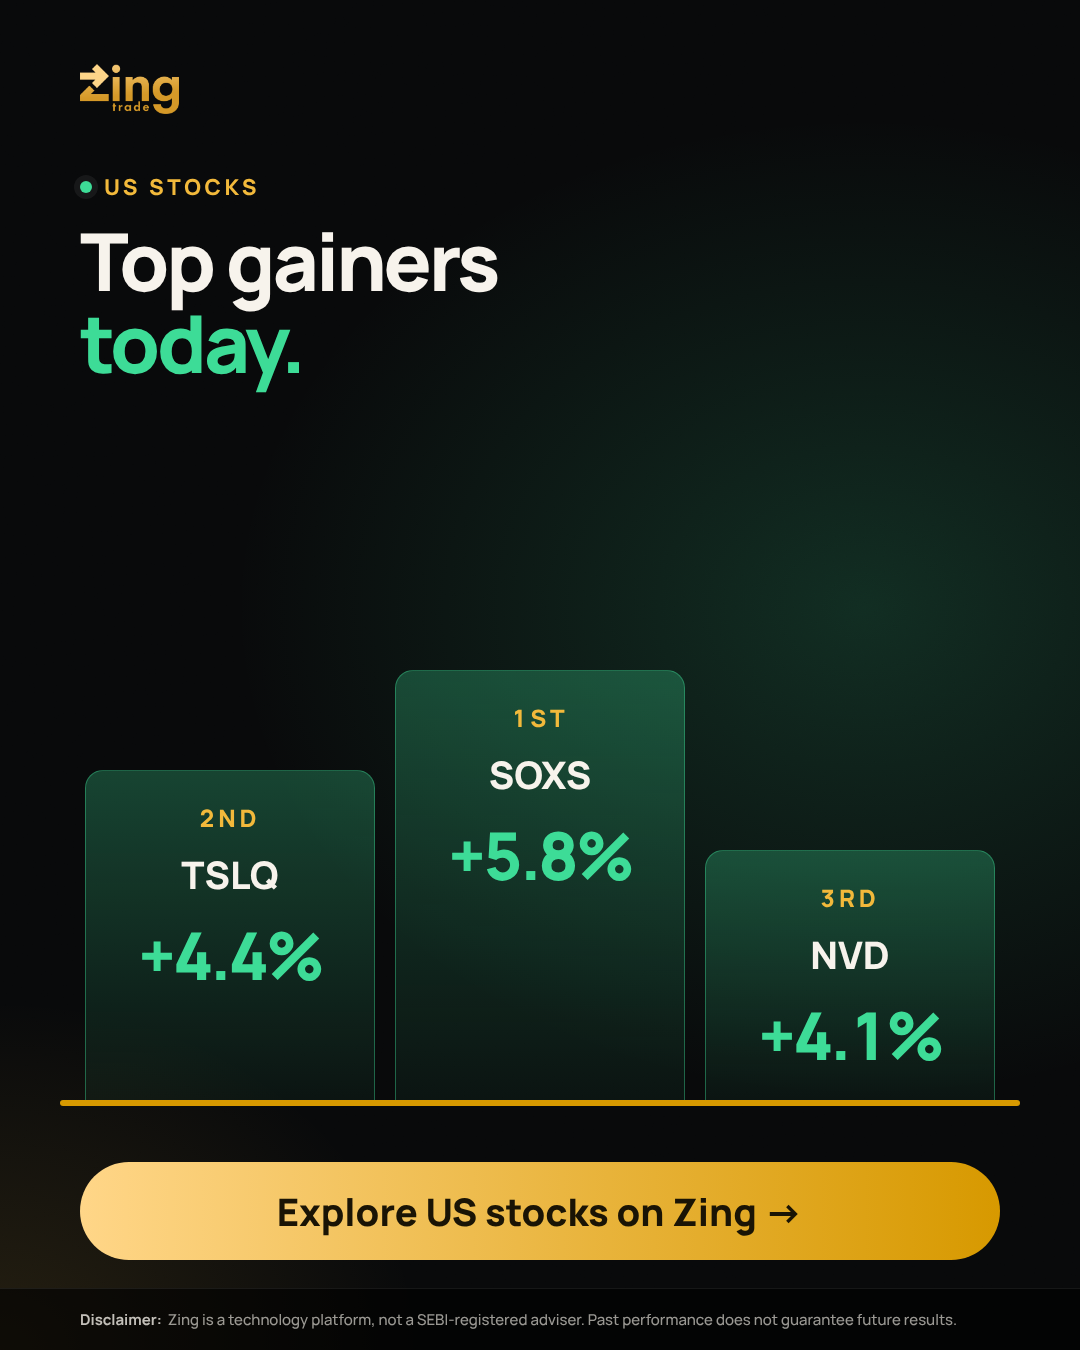 Zing
trade
US STOCKS
Top gainers
today.
1ST
SOXS
+5.8%
2ND
TSLQ
+4.4%
3RD
NVD
+4.1%
Explore US stocks on Zing →
Disclaimer: Zing is a technology platform, not a SEBI-registered adviser. Past performance does not guarantee future results.